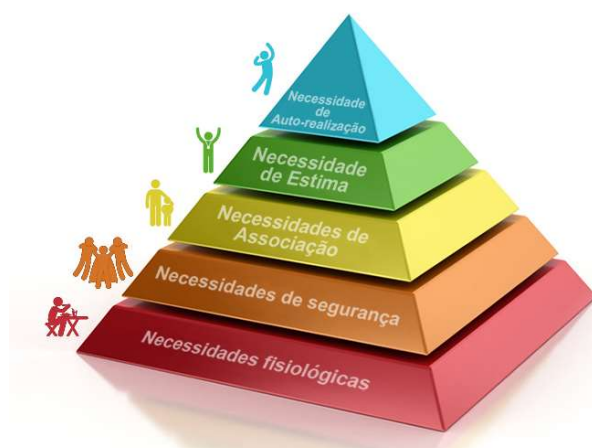 Necessidade
de
Auto-realização
Necessidade
de Estima
Necessidades de
Associação
Necessidades de segurança
Necessidades fisiológicas